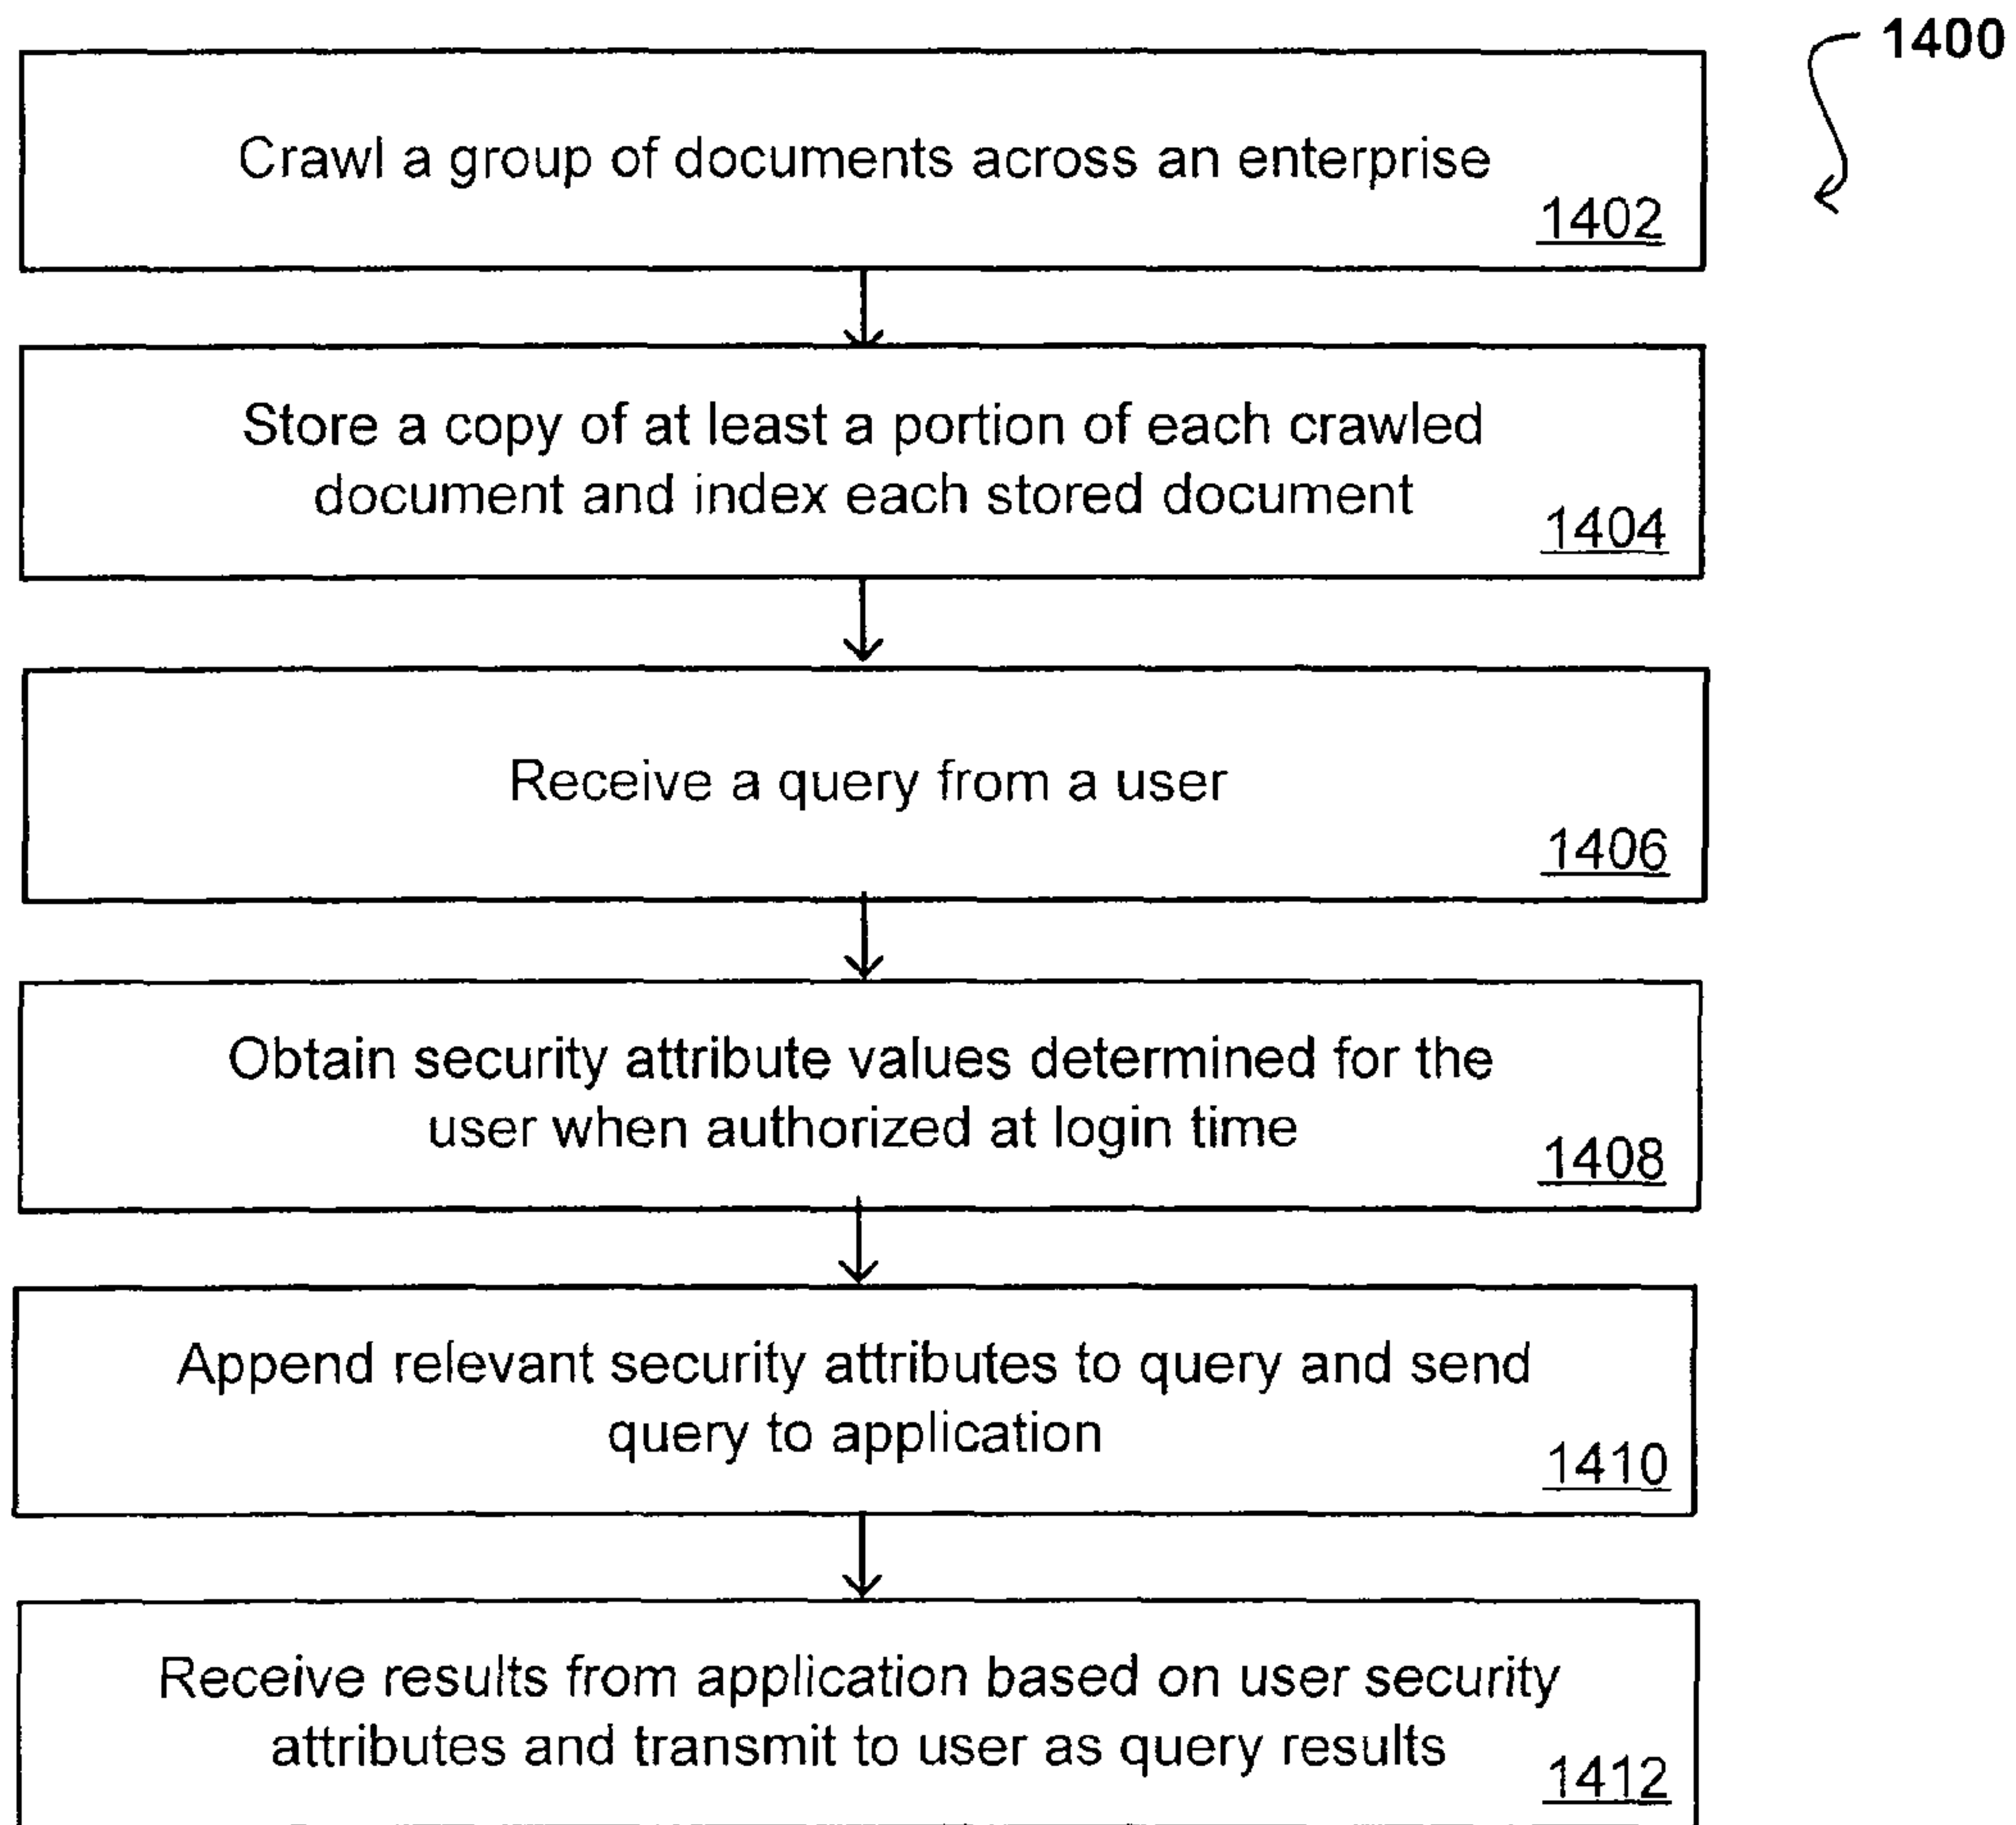 1400
Crawl a group of documents across an enterprise
1402
Store a copy of at least a portion of each crawled
document and index each stored document
1404
Receive a query from a user
1406
Obtain security attribute values determined for the
user when authorized at login time
1408
Append relevant security attributes to query and send
query to application
1410
Receive results from application based on user security
attributes and transmit to user as query results
1412